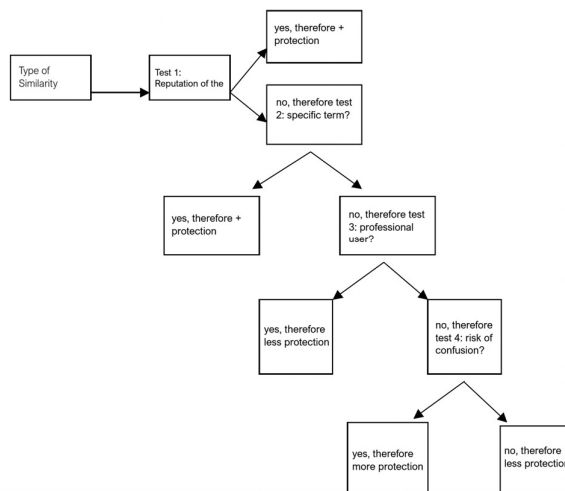 yes, therefore +
protection
Type of
Similarity
Test 1:
Reputation of the
no, therefore test
2: specific term?
yes, therefore +
protection
no, therefore test
3: professional
user?
yes, therefore
less protection
no, therefore
test 4: risk of
confusion?
yes, therefore
more protection
no, therefore
less protection